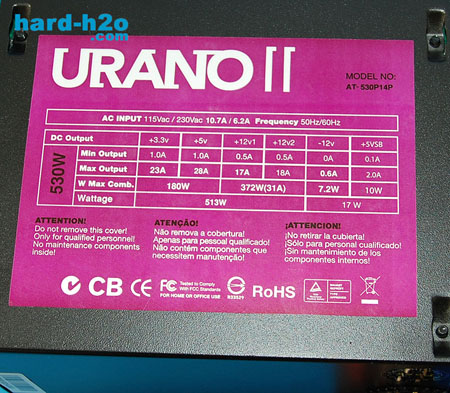 hard-h2o
.com
URANO II
MODEL NO:
AT- 530P14P
AC INPUT 115Vac / 230Vac 10.7A / 6.2A Frequency 50Hz/60Hz
DC Output +3.3v +5v +12v1 +12v2 -12v +5VSB
530W
Min Output 1.0A 1.0A 0.5A 0.5A 0A 0.1A
Max Output 23A 28A 17A 18A 0.6A 2.0A
W Max Comb. 180W 372W(31A) 7.2W 10W
Wattage 513W 17 W
ATTENTION!
Do not remove this cover!
Only for qualified personnel!
No maintenance components
inside!
ATENÇÃO!
Não remova a cobertura!
Apenas para pessoal qualificado!
Não contém componentes que
necessitem manutenção!
¡ATTENCION!
¡No retirar la cubierta!
¡Sólo para personal qualificado!
¡Sin mantenimiento de los
componentes internos!
CB CE FC Tested to Comply
With FCC Standards
FOR HOME OR OFFICE USE
RoHS